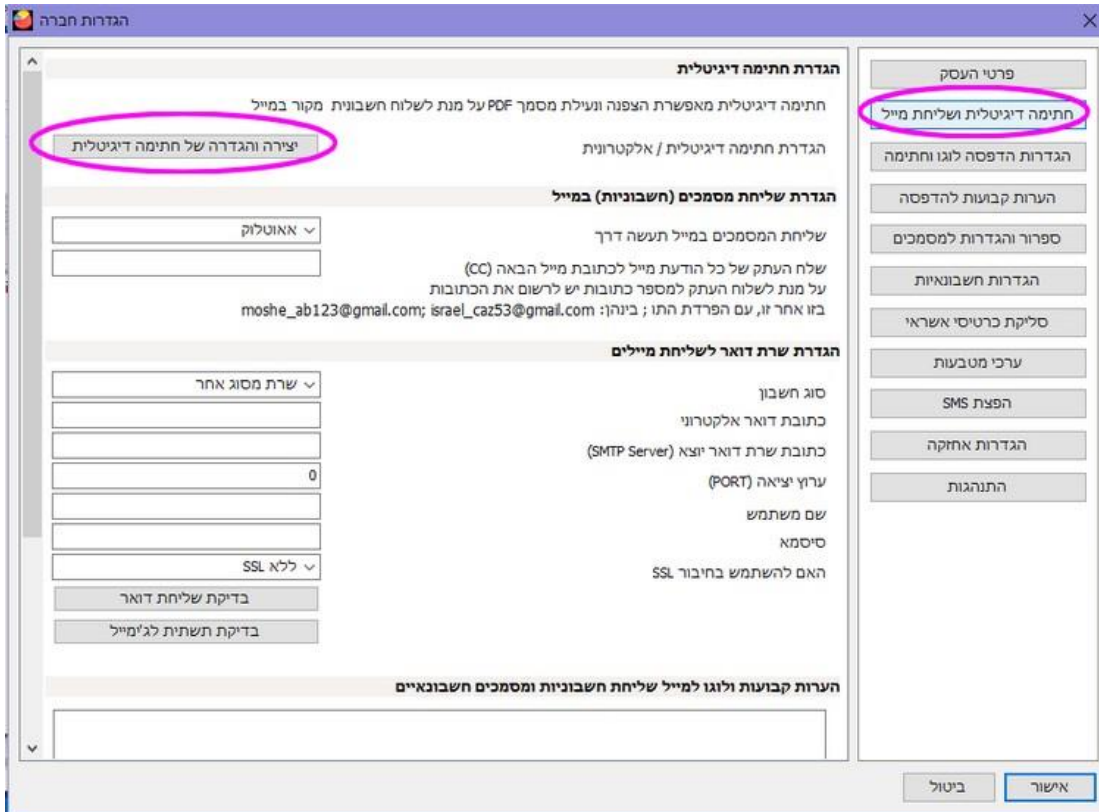 הגדרות חברה
פרטי העסק
חתימה דיגיטלית ושליחת מייל
הגדרות הדפסה לוגו וחתימה
הערות קבועות להדפסה
ספרור והגדרות למסמכים
הגדרות חשבונאיות
סליקת כרטיסי אשראי
ערכי מטבעות
הפצת SMS
הגדרות אחזקה
התנהגות
הגדרת חתימה דיגיטלית
חתימה דיגיטלית מאפשרת הצפנה ונעילת מסמך PDF על מנת לשלוח חשבונית מקור במייל
הגדרת חתימה דיגיטלית / אלקטרונית
יצירה והגדרה של חתימה דיגיטלית
הגדרת שליחת מסמכים (חשבוניות) במייל
שליחת המסמכים במייל תעשה דרך
אאוטלוק
שלח העתק של כל הודעת מייל לכתובת מייל הבאה (CC)
על מנת לשלוח העתק למספר כתובות יש לרשום את הכתובות
בזו אחר זו, עם הפרדת התו ; בינהן: moshe_ab123@gmail.com; israel_caz53@gmail.com
הגדרת שרת דואר לשליחת מיילים
סוג חשבון
שרת מסוג אחר
כתובת דואר אלקטרוני
כתובת שרת דואר יוצא (SMTP Server)
ערוץ יציאה (PORT)
0
שם משתמש
סיסמא
האם להשתמש בחיבור SSL
ללא SSL
בדיקת שליחת דואר
בדיקת תשתית לג'ימייל
הערות קבועות ולוגו למייל שליחת חשבוניות ומסמכים חשבונאיים
אישור
ביטול